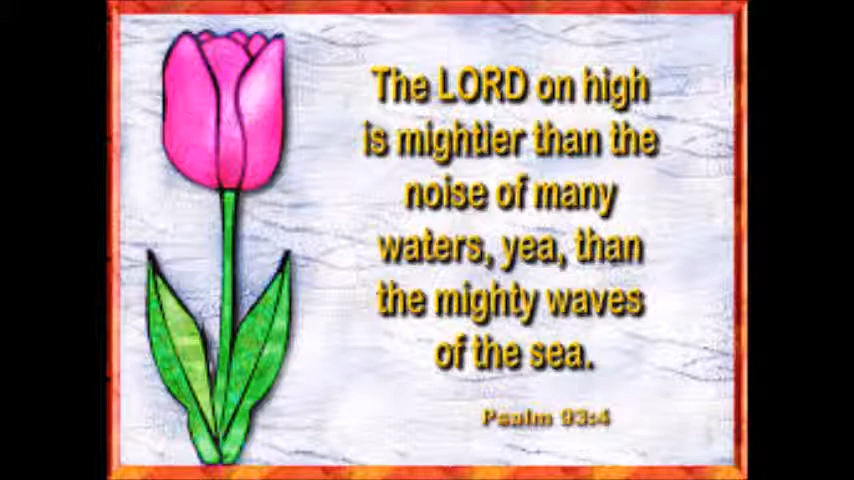 The LORD on high
is mightier than the
noise of many
waters, yea, than
the mighty waves
of the sea.
Psalm 93:4